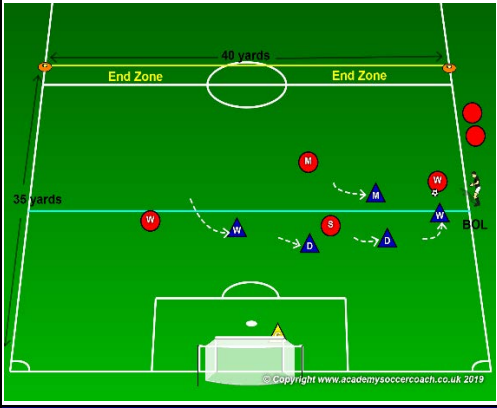 40 yards
End Zone End Zone
M
W
M
35 yards
W
W
W
S
BOL
D
D
© Copyright www.academysoccercoach.co.uk 2019